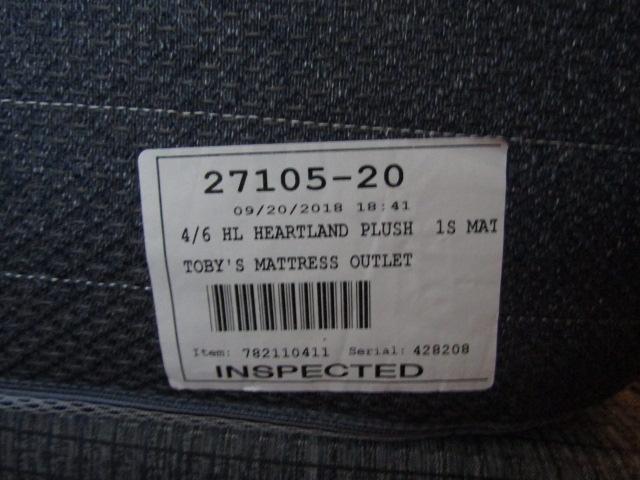 27105-20
09/20/2018 18:41
4/6 HL HEARTLAND PLUSH 1S MAT
TOBY'S MATTRESS OUTLET
Item: 782110411 Serial: 428208
INSPECTED